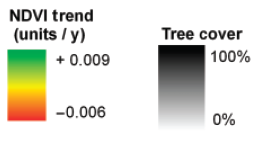 NDVI trend
(units / y)
+ 0.009
−0.006
Tree cover
100%
0%